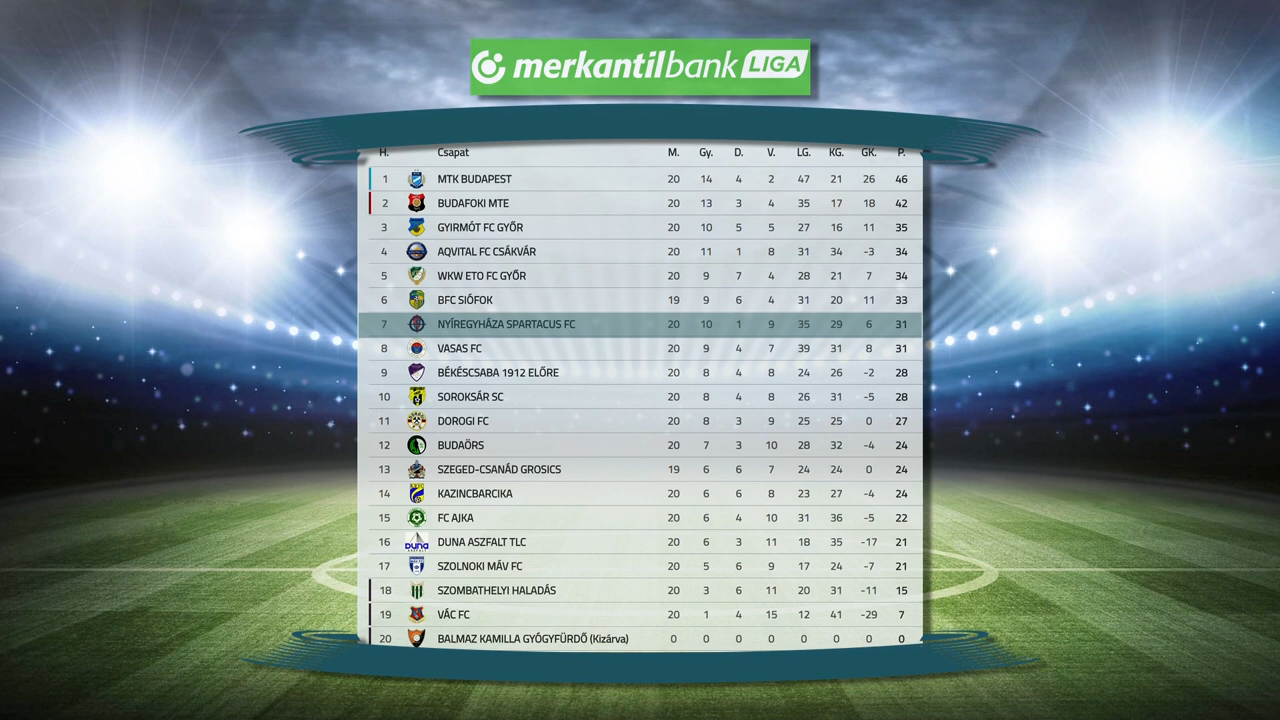 merkantilbank LIGA
H. Csapat M. Gy. D. V. LG. KG. GK. P.
1 MTK BUDAPEST 20 14 4 2 47 21 26 46
2 BUDAFOKI MTE 20 13 3 4 35 17 18 42
3 GYIRMÓT FC GYŐR 20 10 5 5 27 16 11 35
4 AQVITAL FC CSÁKVÁR 20 11 1 8 31 34 -3 34
5 WKW ETO FC GYŐR 20 9 7 4 28 21 7 34
6 BFC SIÓFOK 19 9 6 4 31 20 11 33
7 NYÍREGYHÁZA SPARTACUS FC 20 10 1 9 35 29 6 31
8 VASAS FC 20 9 4 7 39 31 8 31
9 BÉKÉSCSABA 1912 ELŐRE 20 8 4 8 24 26 -2 28
10 SOROKSÁR SC 20 8 4 8 26 31 -5 28
11 DOROGI FC 20 8 3 9 25 25 0 27
12 BUDAÖRS 20 7 3 10 28 32 -4 24
13 SZEGED-CSANÁD GROSICS 19 6 6 7 24 24 0 24
14 KAZINCBARCIKA 20 6 6 8 23 27 -4 24
15 FC AJKA 20 6 4 10 31 36 -5 22
16 DUNA ASZFALT TLC 20 6 3 11 18 35 -17 21
17 SZOLNOKI MÁV FC 20 5 6 9 17 24 -7 21
18 SZOMBATHELYI HALADÁS 20 3 6 11 20 31 -11 15
19 VÁC FC 20 1 4 15 12 41 -29 7
20 BALMAZ KAMILLA GYÓGYFÜRDŐ (Kizárva) 0 0 0 0 0 0 0 0